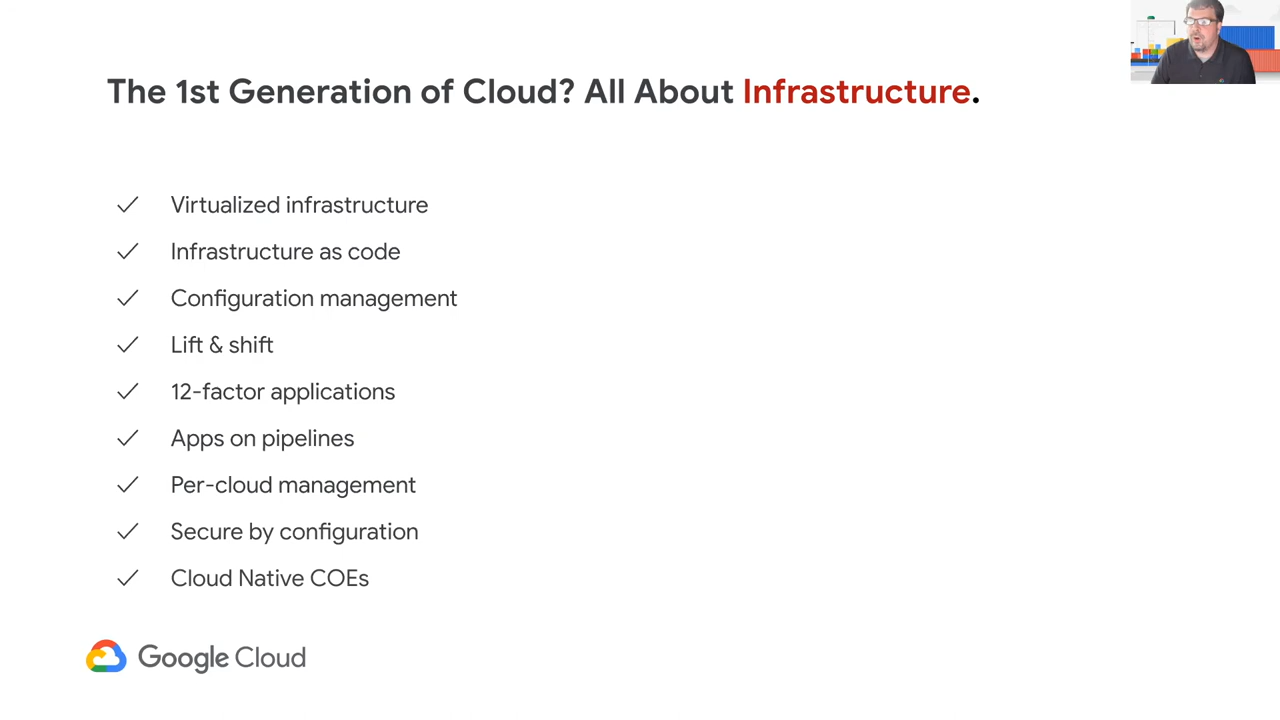 The 1st Generation of Cloud? All About Infrastructure.
Virtualized infrastructure
Infrastructure as code
Configuration management
Lift & shift
12-factor applications
Apps on pipelines
Per-cloud management
Secure by configuration
Cloud Native COEs
Google Cloud